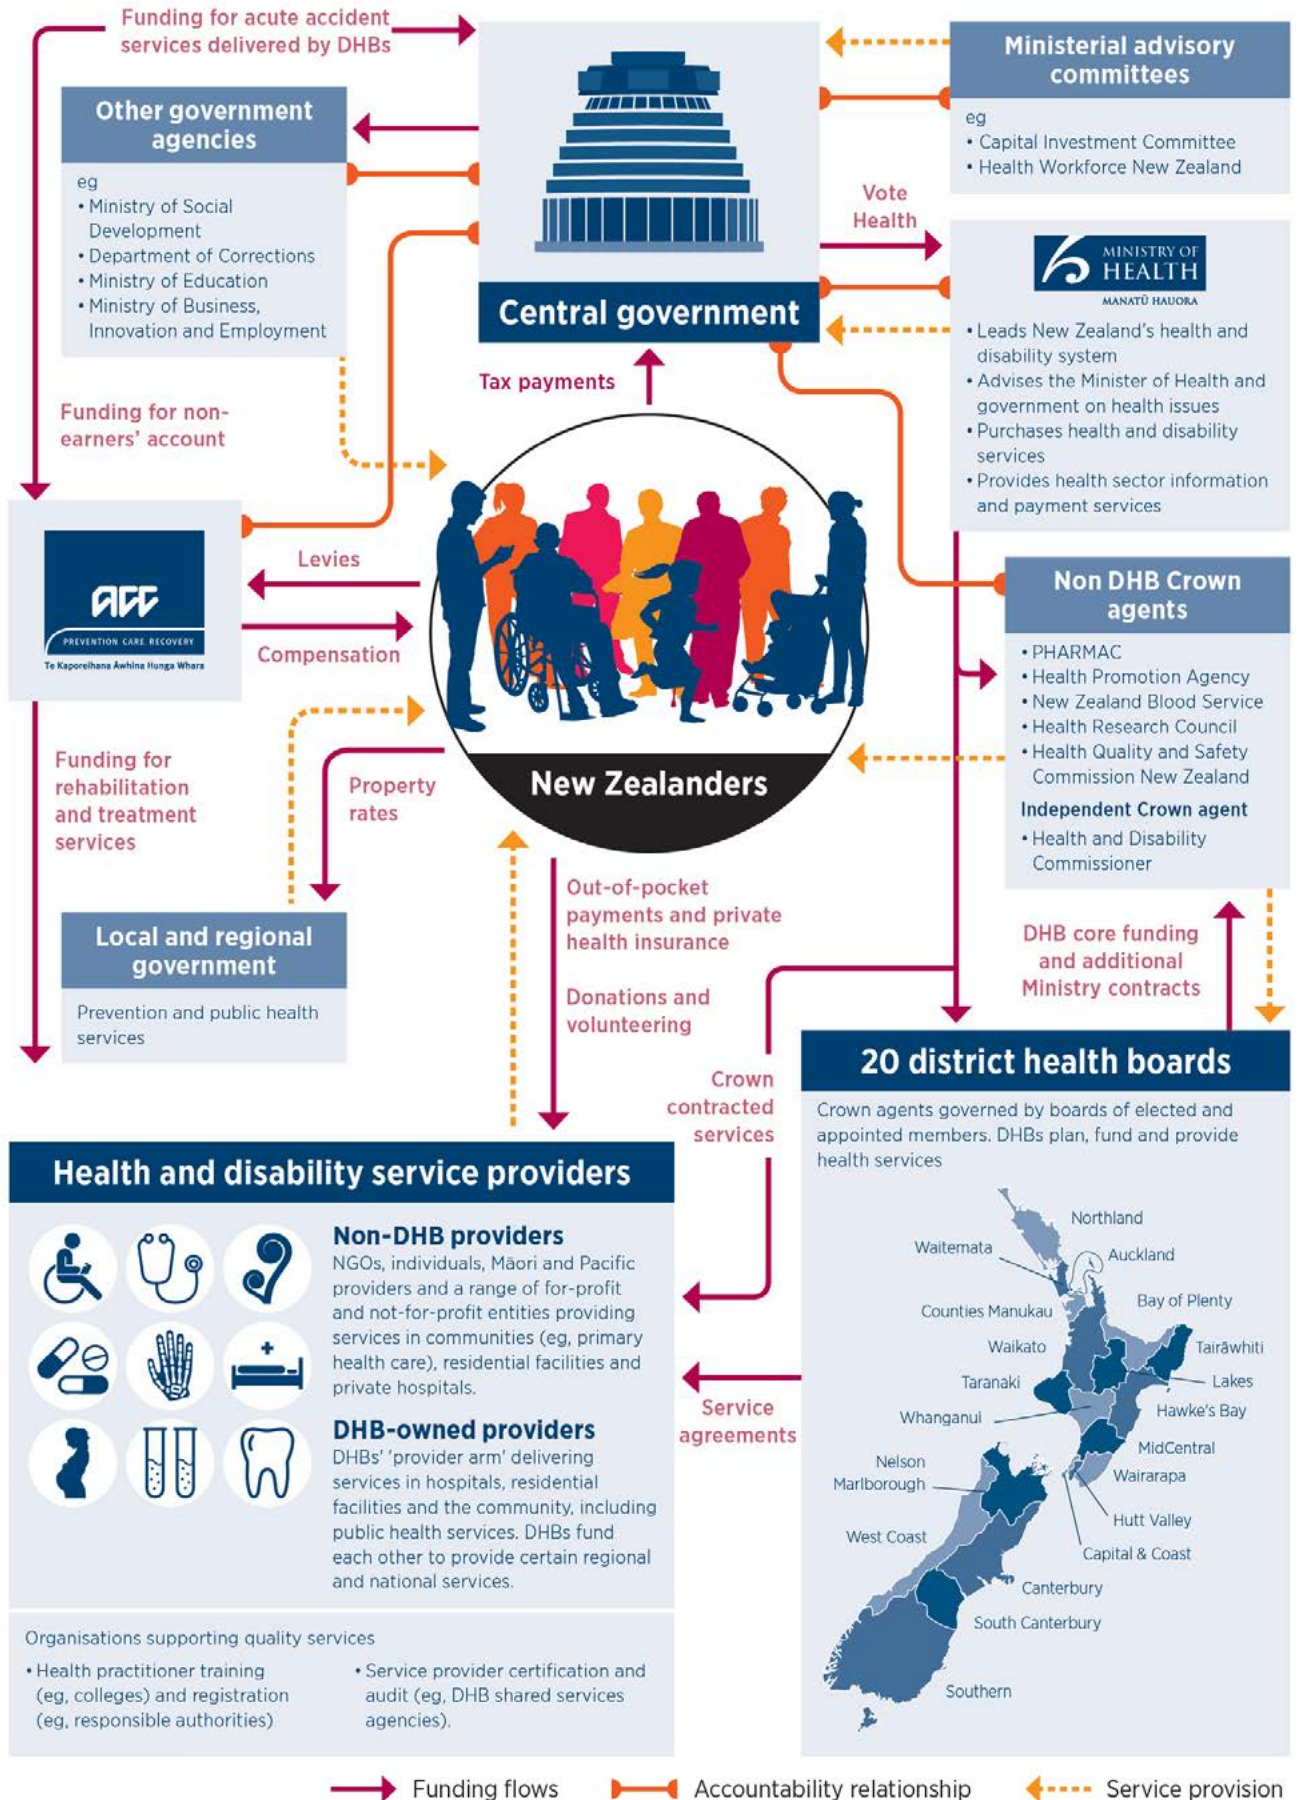 Funding for acute accident
services delivered by DHBs
Other government
agencies
eg
• Ministry of Social
Development
• Department of Corrections
• Ministry of Education
• Ministry of Business,
Innovation and Employment
Central government
Ministerial advisory
committees
eg
• Capital Investment Committee
• Health Workforce New Zealand
Vote
Health
MINISTRY OF
HEALTH
MANATŪ HAUORA
• Leads New Zealand's health and
disability system
• Advises the Minister of Health and
government on health issues
• Purchases health and disability
services
• Provides health sector information
and payment services
Tax payments
Funding for non-
earners' account
acc
PREVENTION CARE RECOVERY
Te Kaporeihana Āwhina Hunga Whara
Levies
Compensation
New Zealanders
Non DHB Crown
agents
• PHARMAC
• Health Promotion Agency
• New Zealand Blood Service
• Health Research Council
• Health Quality and Safety
Commission New Zealand
Independent Crown agent
• Health and Disability
Commissioner
Funding for
rehabilitation
and treatment
services
Property
rates
Local and regional
government
Prevention and public health
services
Out-of-pocket
payments and private
health insurance
Donations and
volunteering
DHB core funding
and additional
Ministry contracts
Crown
contracted
services
20 district health boards
Crown agents governed by boards of elected and
appointed members. DHBs plan, fund and provide
health services
Northland
Waitemata
Auckland
Counties Manukau
Bay of Plenty
Waikato
Tairāwhiti
Taranaki
Lakes
Whanganui
Hawke's Bay
MidCentral
Nelson
Marlborough
Wairarapa
Hutt Valley
West Coast
Capital & Coast
Canterbury
South Canterbury
Southern
Service
agreements
Health and disability service providers
Non-DHB providers
NGOs, individuals, Māori and Pacific
providers and a range of for-profit
and not-for-profit entities providing
services in communities (eg, primary
health care), residential facilities and
private hospitals.
DHB-owned providers
DHBs' 'provider arm' delivering
services in hospitals, residential
facilities and the community, including
public health services. DHBs fund
each other to provide certain regional
and national services.
Organisations supporting quality services
• Health practitioner training
(eg, colleges) and registration
(eg, responsible authorities)
• Service provider certification and
audit (eg, DHB shared services
agencies).
Funding flows
Accountability relationship
Service provision